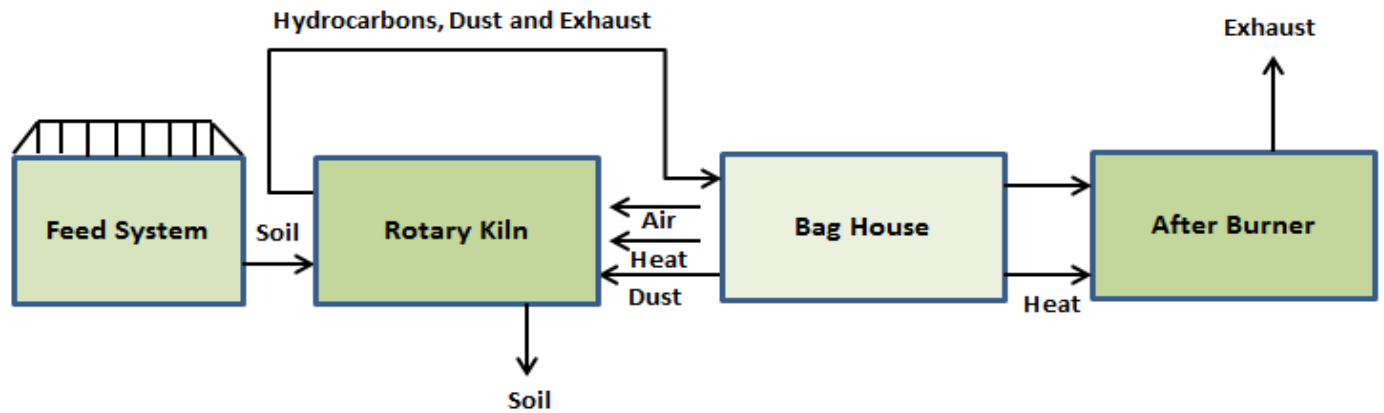 Hydrocarbons, Dust and Exhaust
Exhaust
Feed System
Soil
Rotary Kiln
Air
Heat
Dust
Bag House
Heat
After Burner
Soil